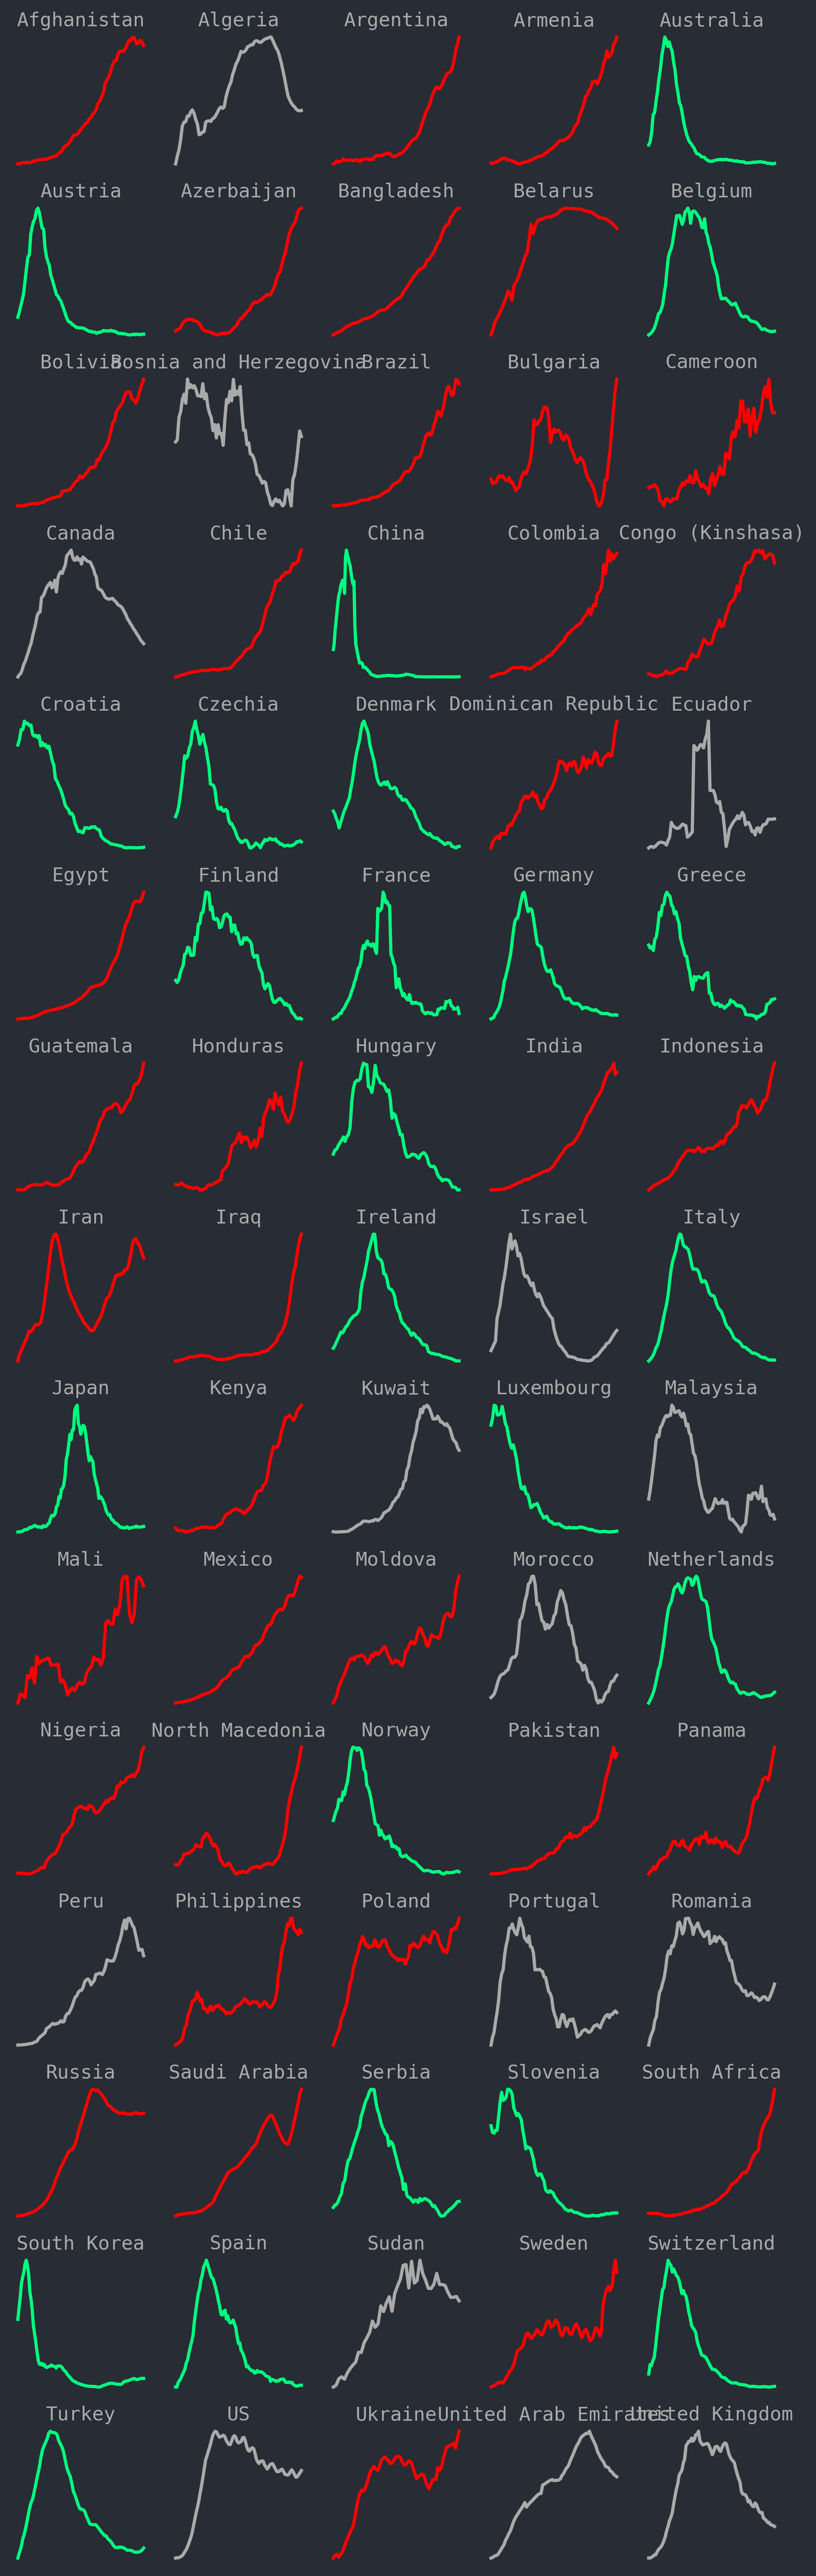 Afghanistan Algeria Argentina Armenia Australia
Austria Azerbaijan Bangladesh Belarus Belgium
Bolivia Bosnia and Herzegovina Brazil Bulgaria Cameroon
Canada Chile China Colombia Congo (Kinshasa)
Croatia Czechia Denmark Dominican Republic Ecuador
Egypt Finland France Germany Greece
Guatemala Honduras Hungary India Indonesia
Iran Iraq Ireland Israel Italy
Japan Kenya Kuwait Luxembourg Malaysia
Mali Mexico Moldova Morocco Netherlands
Nigeria North Macedonia Norway Pakistan Panama
Peru Philippines Poland Portugal Romania
Russia Saudi Arabia Serbia Slovenia South Africa
South Korea Spain Sudan Sweden Switzerland
Turkey US Ukraine United Arab Emirates United Kingdom